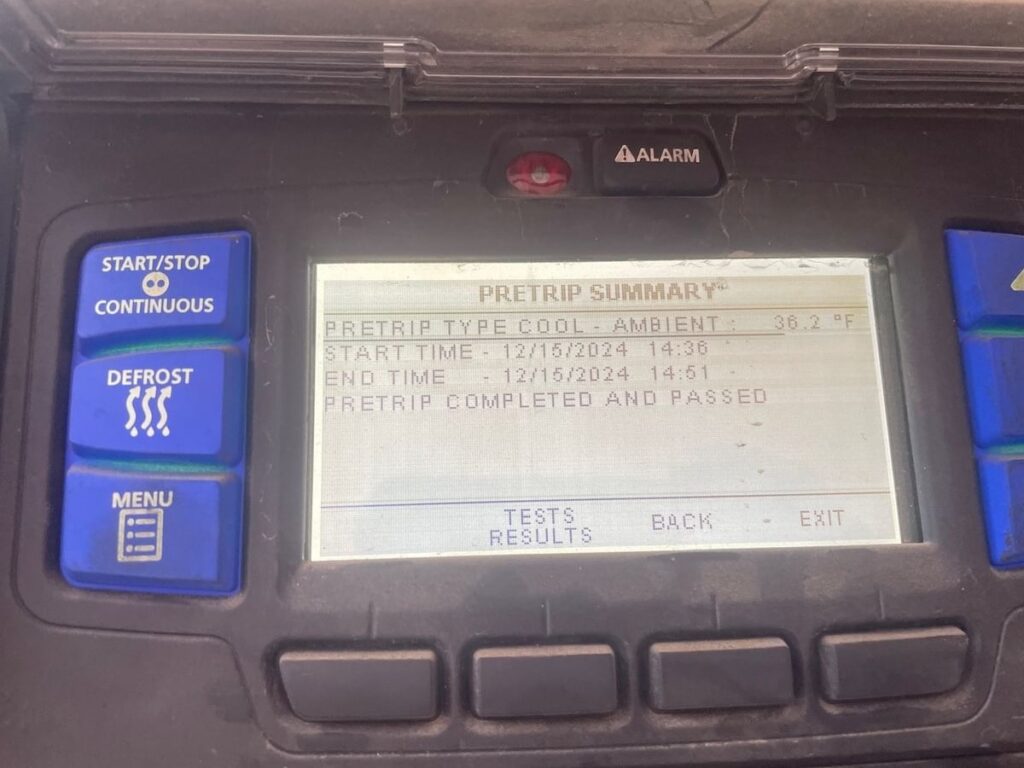 ALARM
START/STOP
CONTINUOUS
DEFROST
MENU
PRETRIP SUMMARY
PRETRIP TYPE COOL - AMBIENT : 36.2 °F
START TIME - 12/15/2024 14:36
END TIME - 12/15/2024 14:51
PRETRIP COMPLETED AND PASSED
TESTS
RESULTS
BACK
EXIT